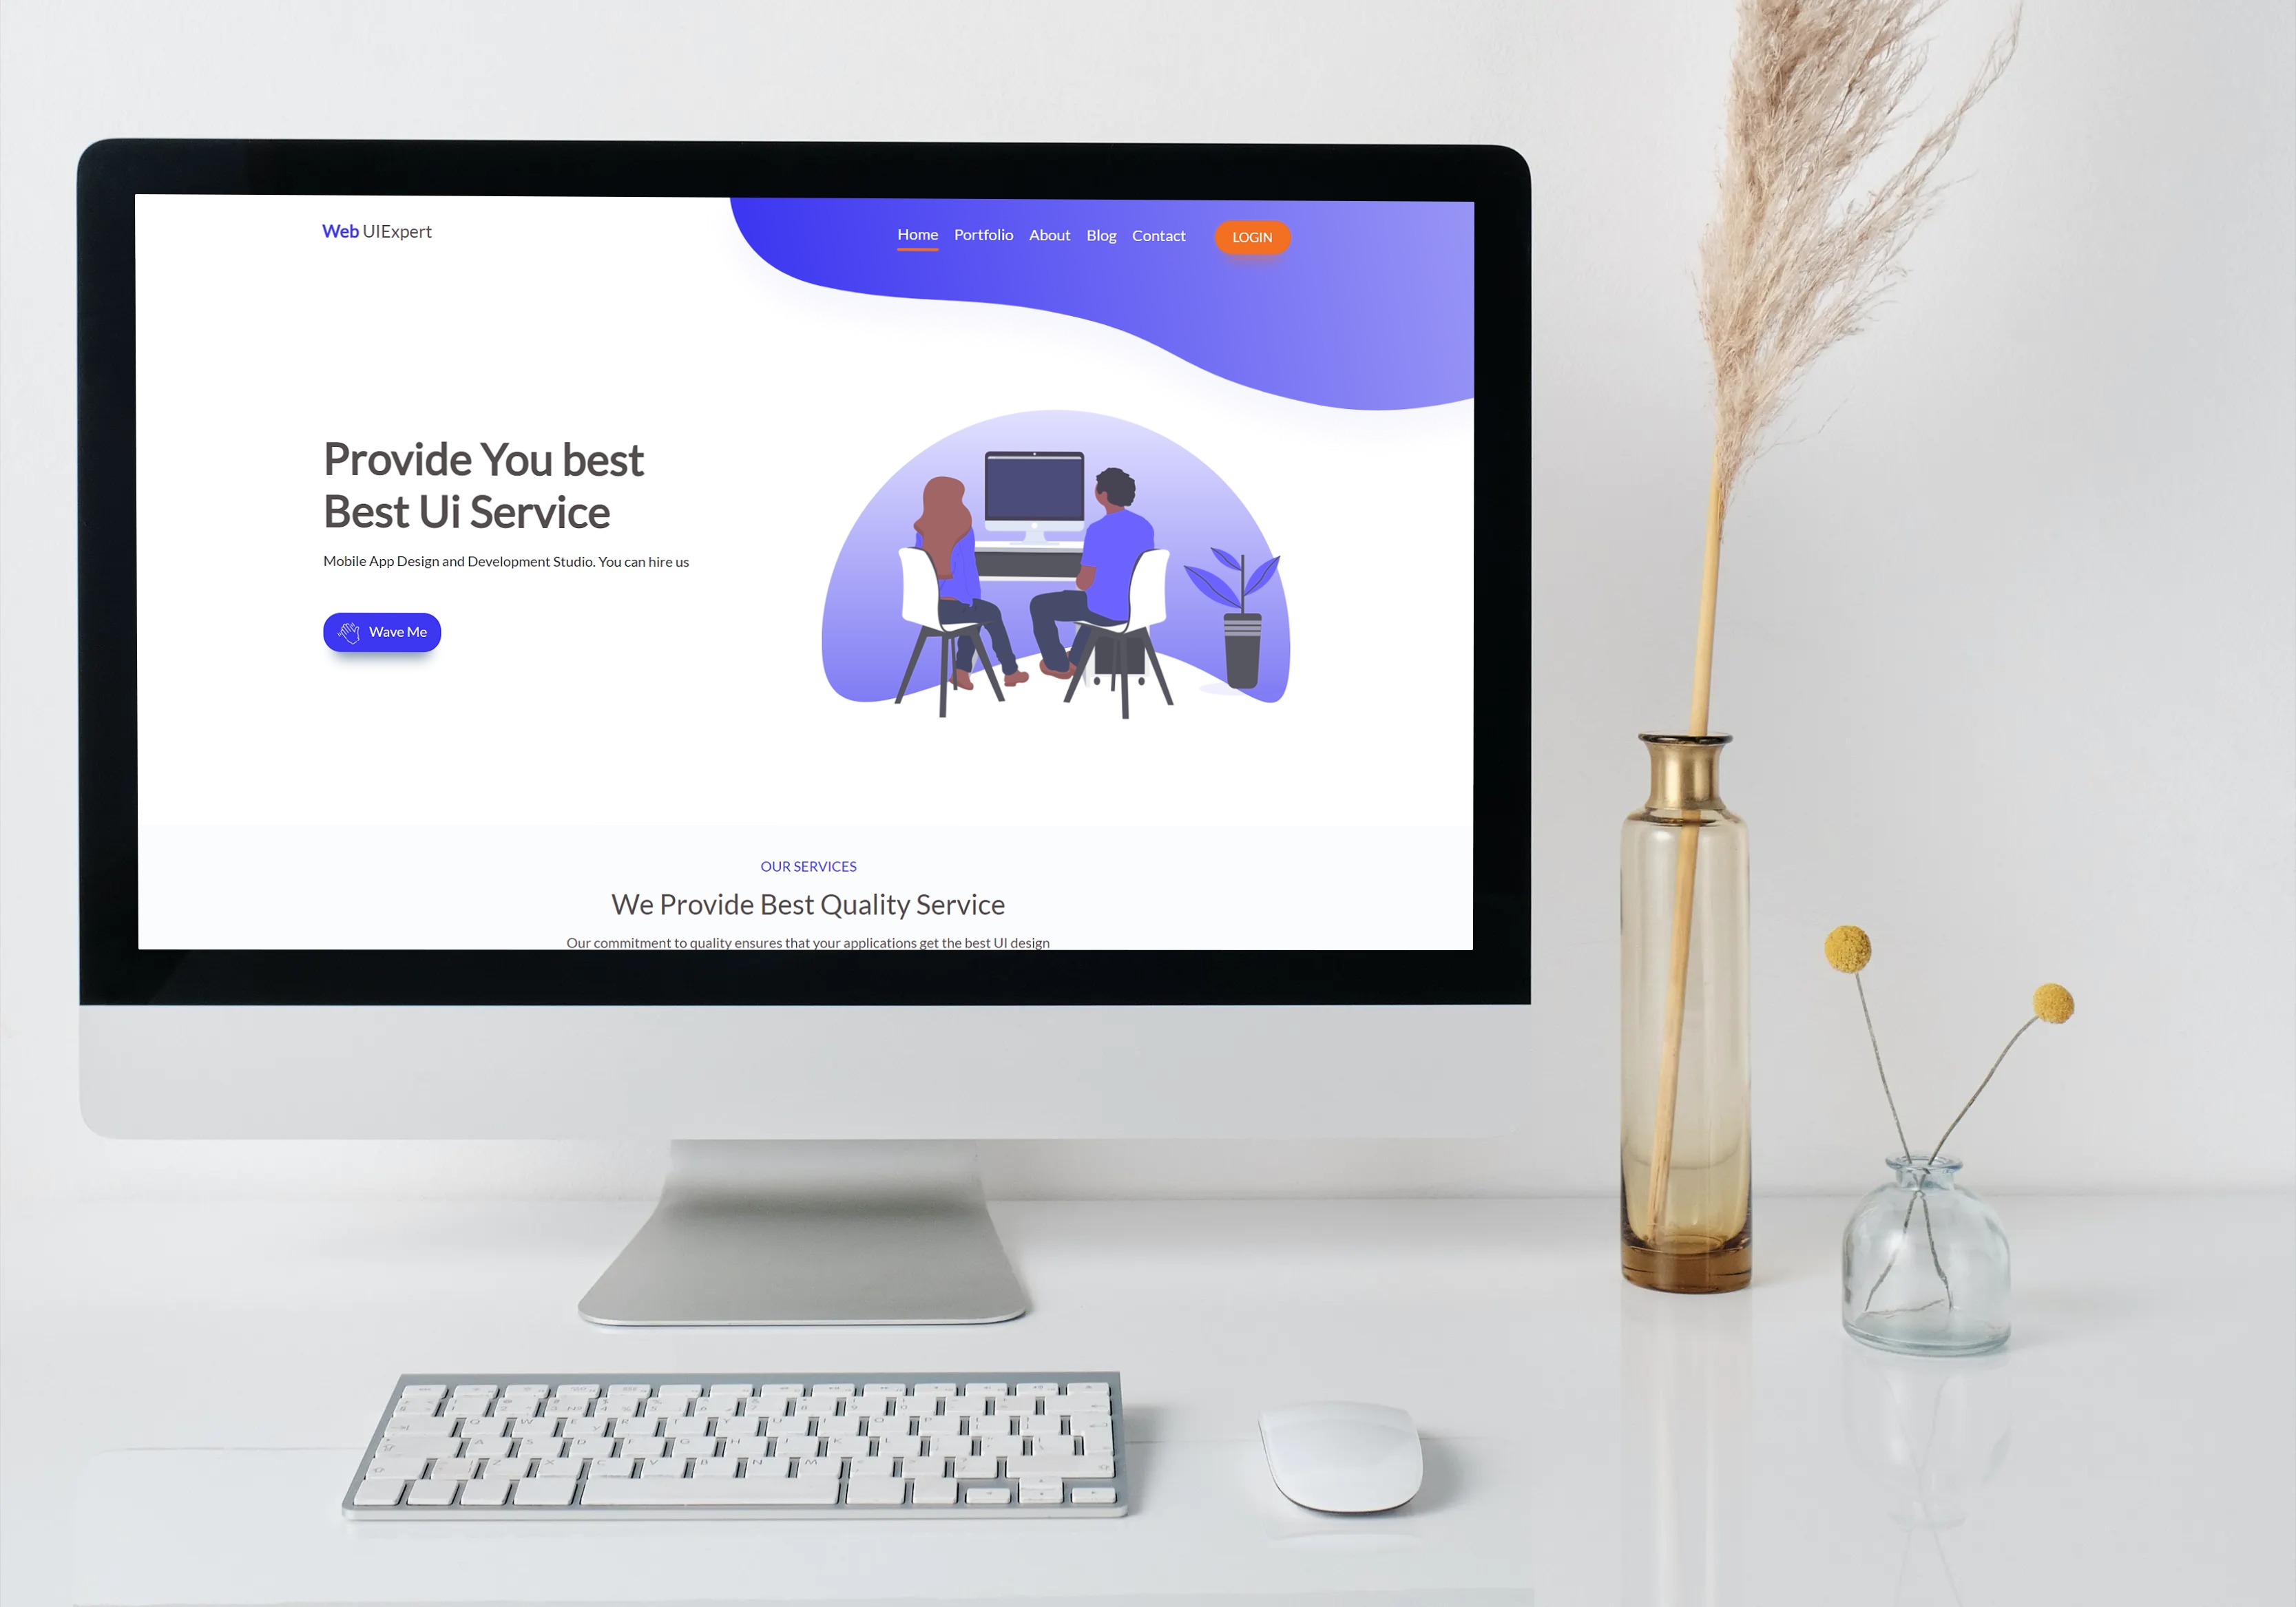 Web UIExpert
Home Portfolio About Blog Contact LOGIN
Provide You best
Best Ui Service
Mobile App Design and Development Studio. You can hire us
Wave Me
OUR SERVICES
We Provide Best Quality Service
Our commitment to quality ensures that your applications get the best UI design